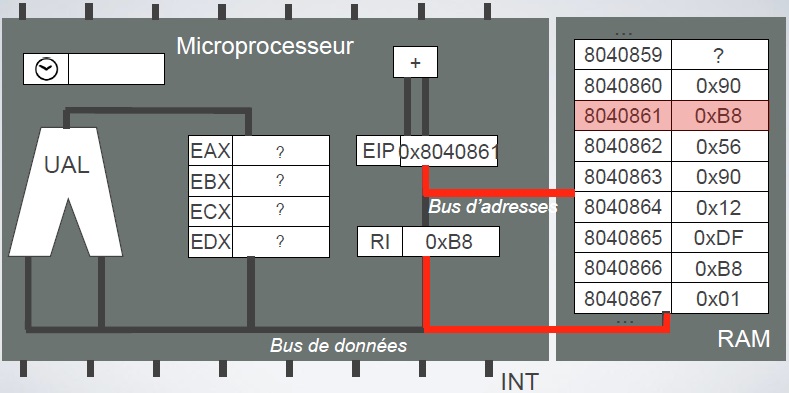 Microprocesseur
+
UAL
EAX ?
EBX ?
ECX ?
EDX ?
EIP 0x8040861
Bus d'adresses
RI 0xB8
Bus de données
INT
...
8040859 ?
8040860 0x90
8040861 0xB8
8040862 0x56
8040863 0x90
8040864 0x12
8040865 0xDF
8040866 0xB8
8040867 0x01
...
RAM